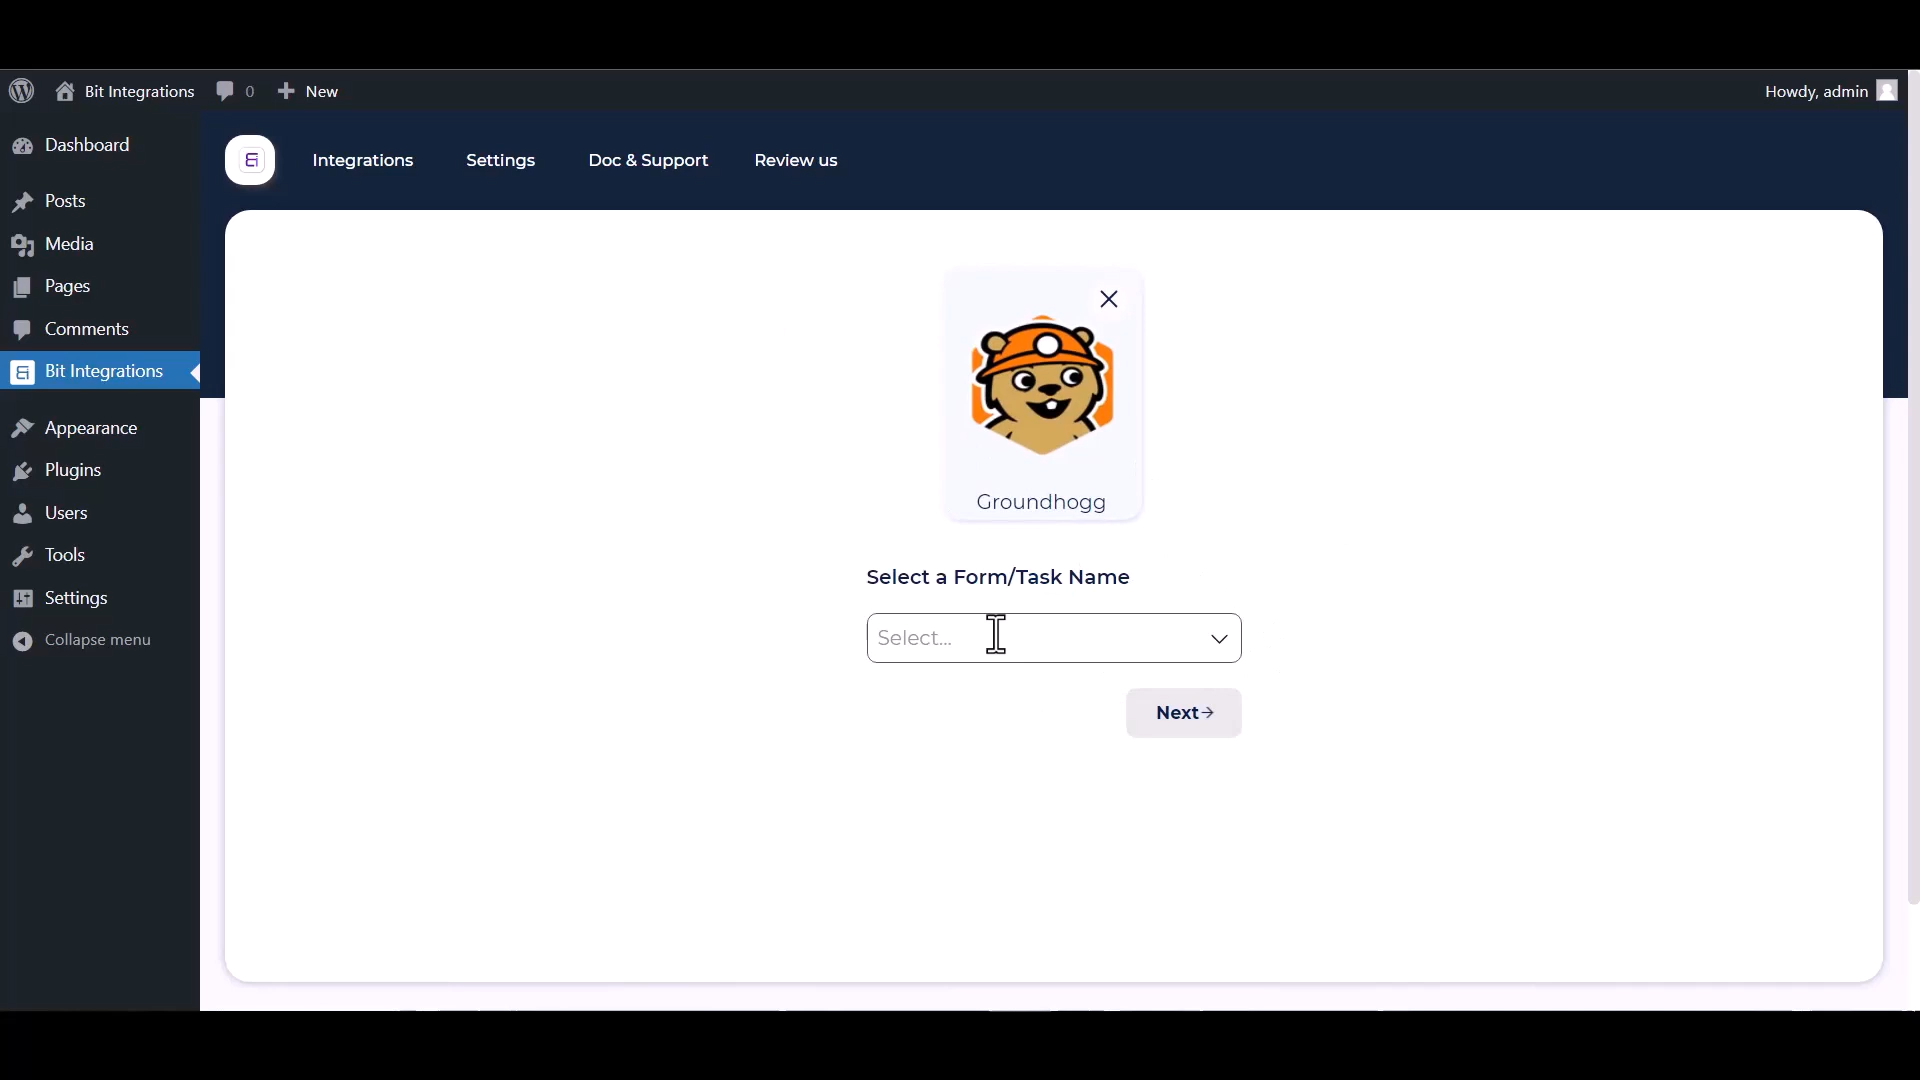 Bit Integrations
0
New
Howdy, admin
Dashboard
Posts
Media
Pages
Comments
Bit Integrations
Appearance
Plugins
Users
Tools
Settings
Collapse menu
Integrations
Settings
Doc & Support
Review us
Groundhogg
Select a Form/Task Name
Select...
Next